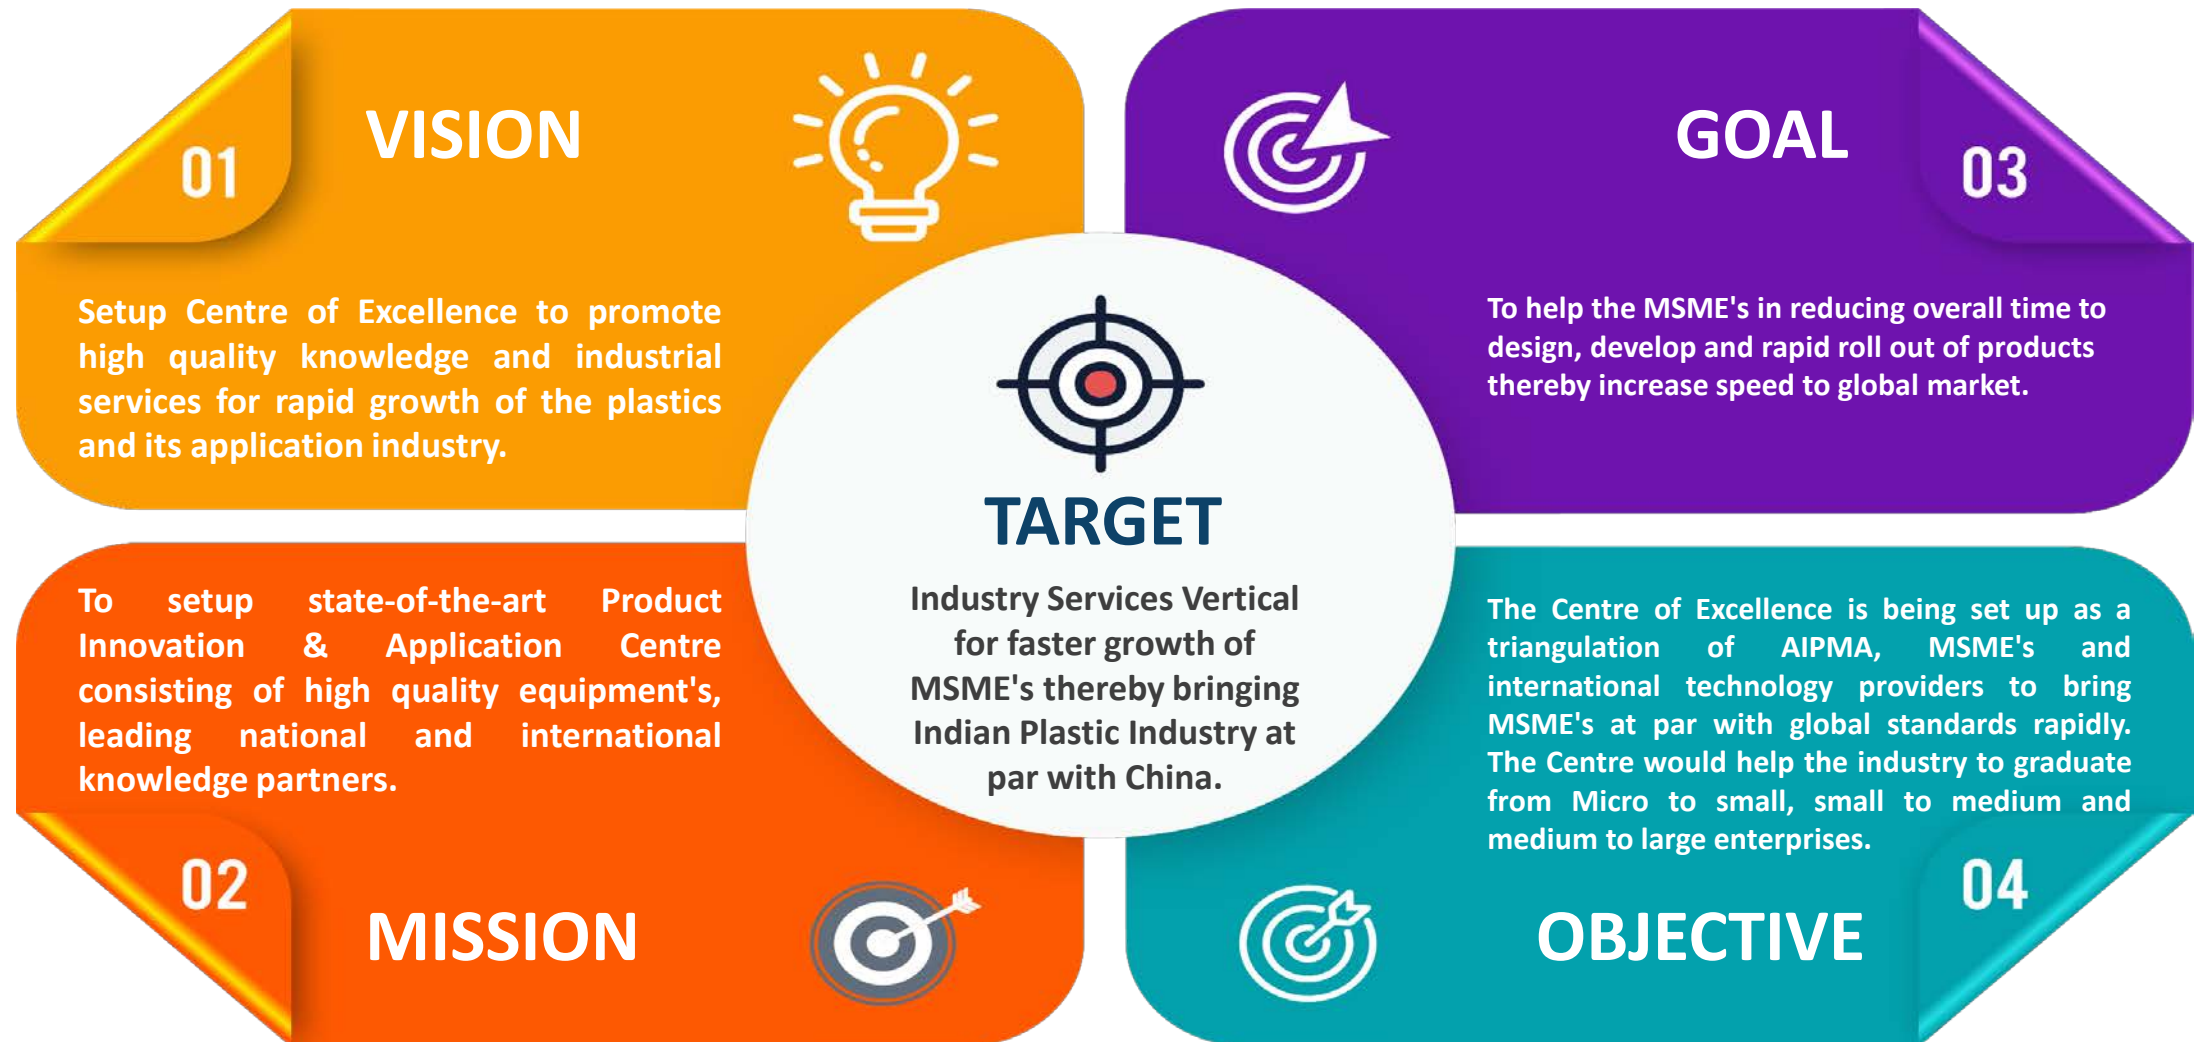 01
VISION
Setup Centre of Excellence to promote
high quality knowledge and industrial
services for rapid growth of the plastics
and its application industry.
To setup state-of-the-art Product
Innovation & Application Centre
consisting of high quality equipment's,
leading national and international
knowledge partners.
02
MISSION
TARGET
Industry Services Vertical
for faster growth of
MSME's thereby bringing
Indian Plastic Industry at
par with China.
GOAL
03
To help the MSME's in reducing overall time to
design, develop and rapid roll out of products
thereby increase speed to global market.
The Centre of Excellence is being set up as a
triangulation of AIPMA, MSME's and
international technology providers to bring
MSME's at par with global standards rapidly.
The Centre would help the industry to graduate
from Micro to small, small to medium and
medium to large enterprises.
04
OBJECTIVE